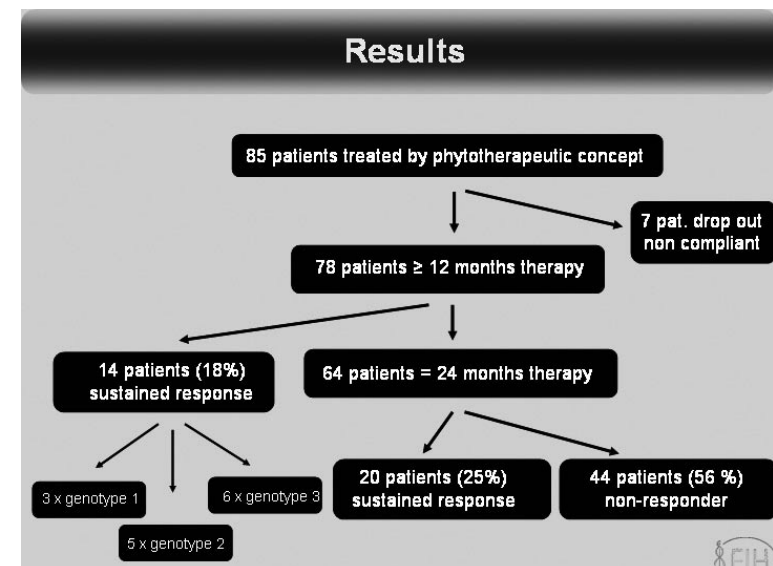 Results
85 patients treated by phytotherapeutic concept
7 pat. drop out
non compliant
78 patients ≥ 12 months therapy
14 patients (18%)
sustained response
64 patients = 24 months therapy
3 x genotype 1
5 x genotype 2
6 x genotype 3
20 patients (25%)
sustained response
44 patients (56 %)
non-responder